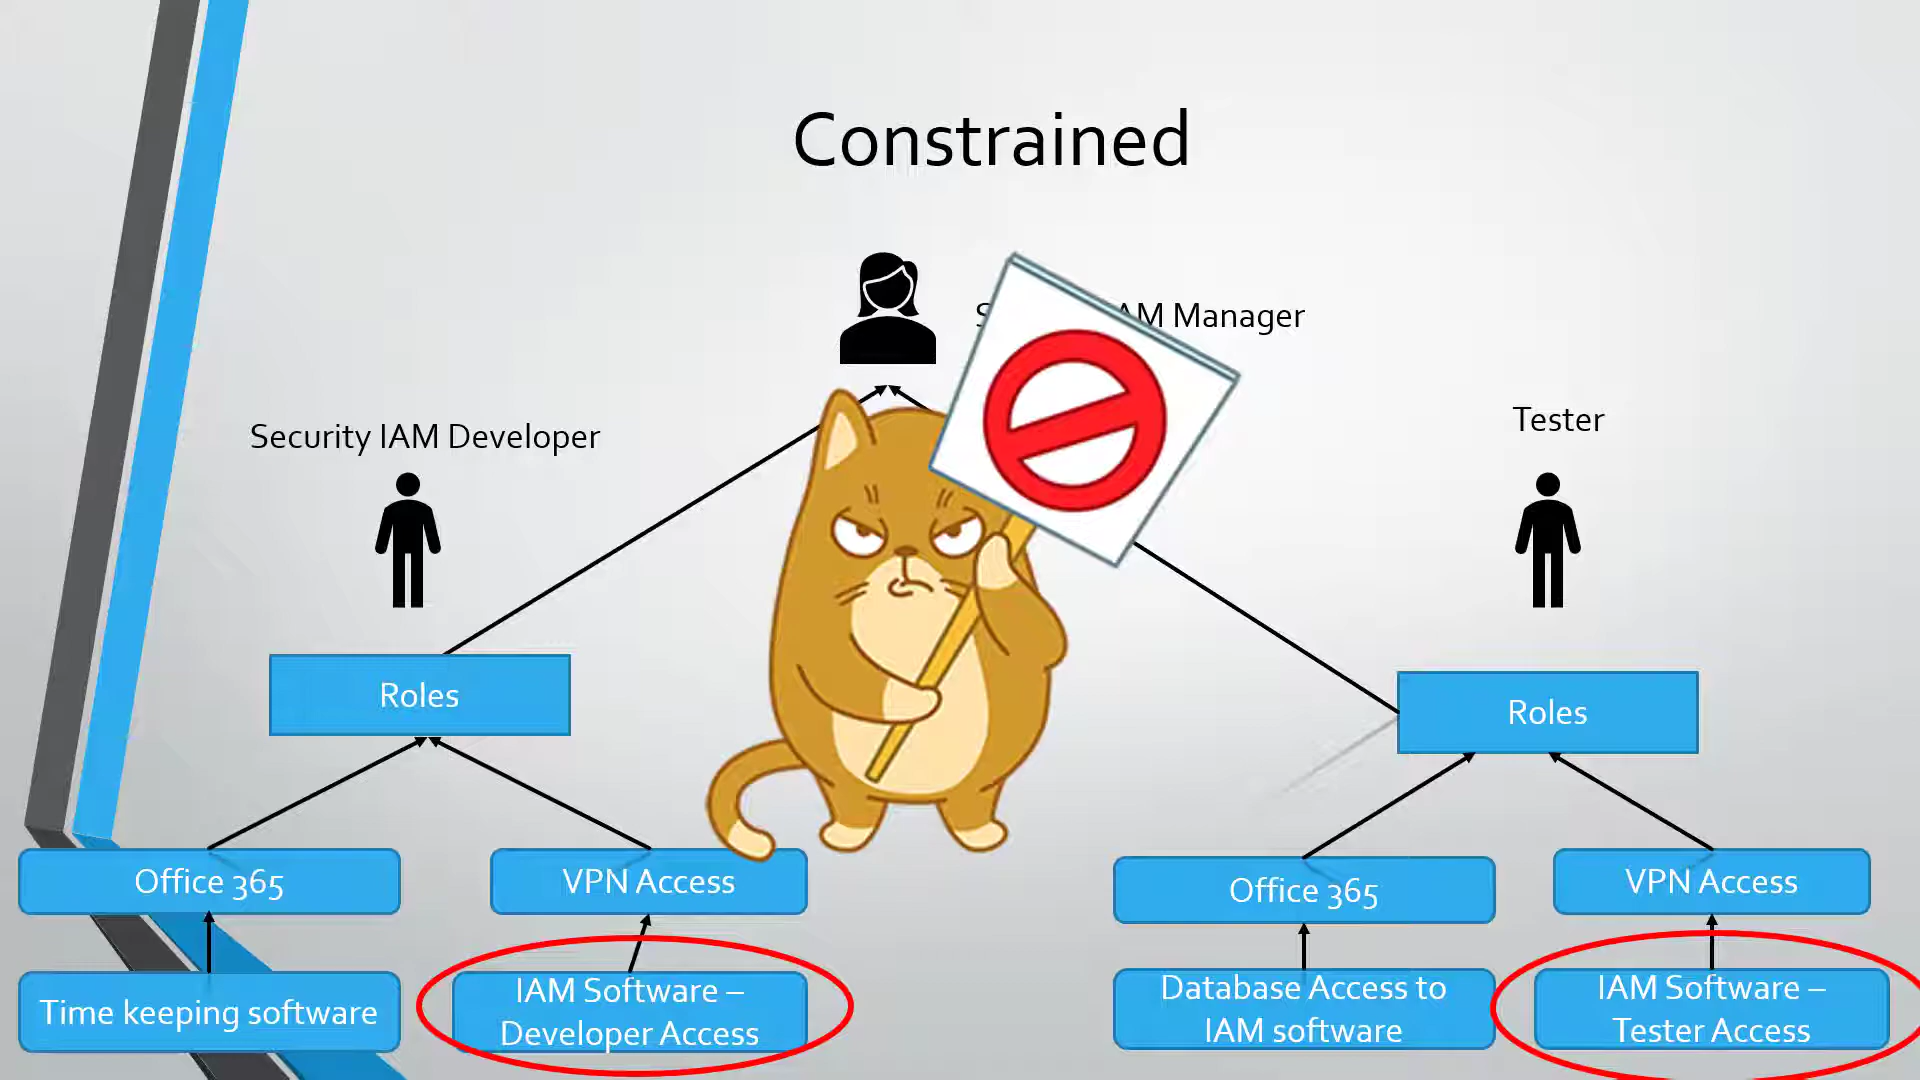 Constrained
AM Manager
Security IAM Developer
Tester
Roles
Roles
Office 365
VPN Access
Office 365
VPN Access
Time keeping software
IAM Software –
Developer Access
Database Access to
IAM software
IAM Software –
Tester Access